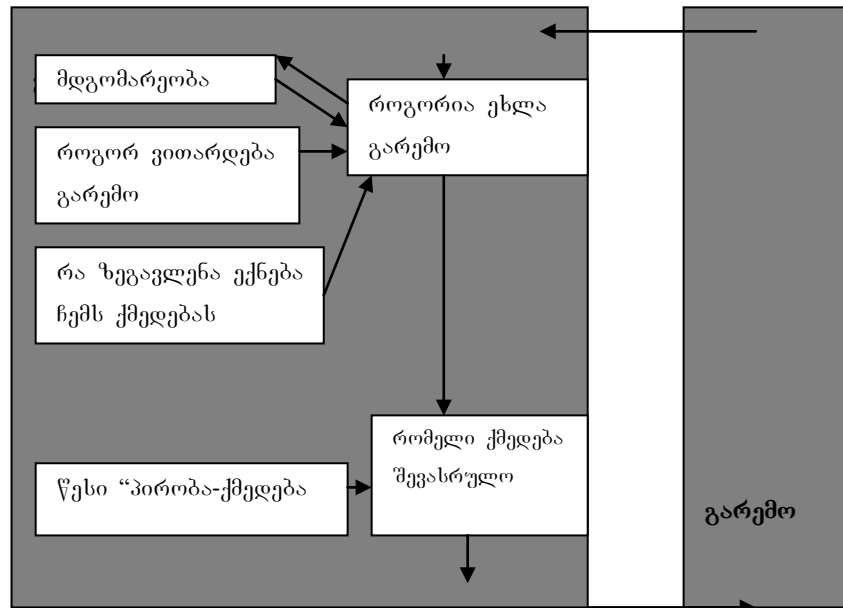 მდგომარეობა
როგორია ეხლა
გარემო
როგორ ვითარდება
გარემო
რა ზეგავლენა ექნება
ჩემს ქმედებას
რომელი ქმედება
შევასრულო
წესი “პირობა-ქმედება
გარემო